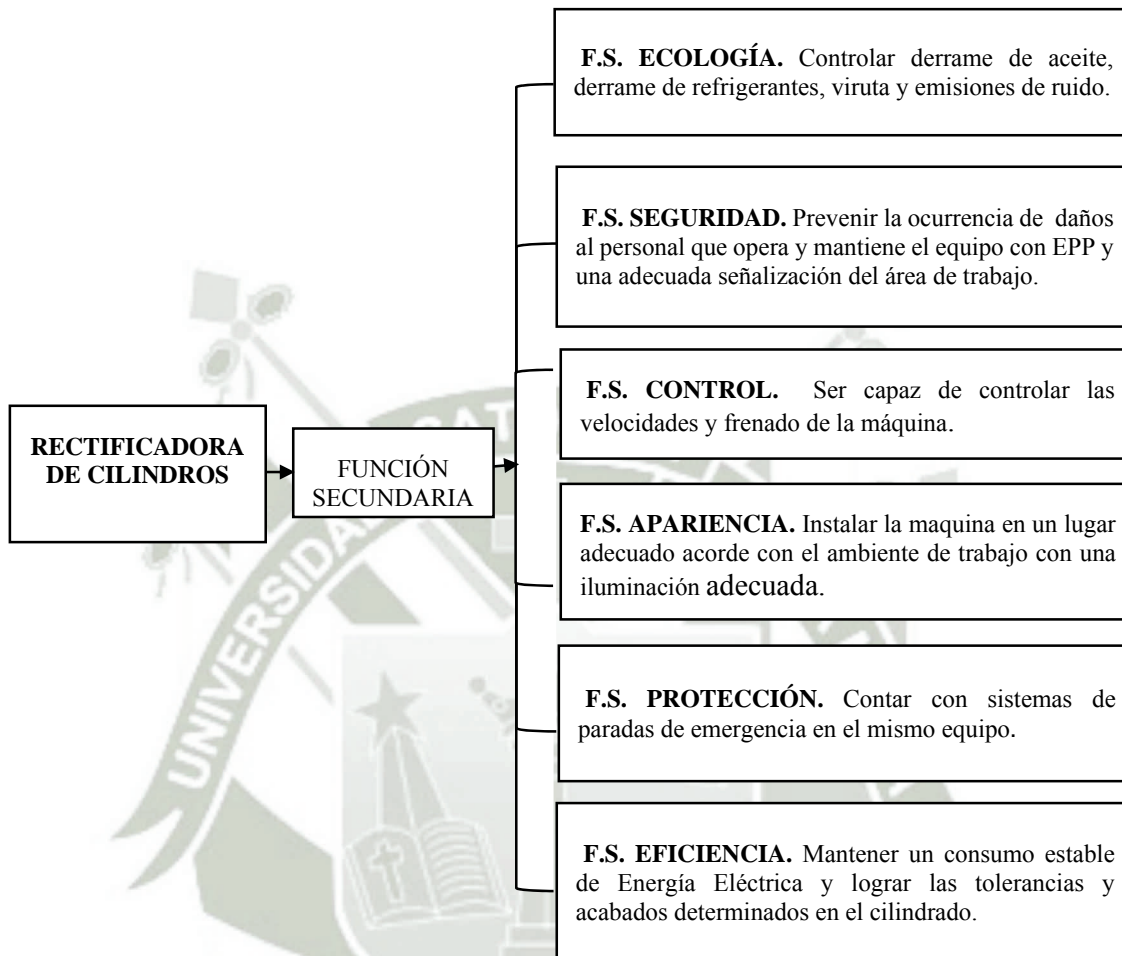 F.S. ECOLOGÍA. Controlar derrame de aceite,
derrame de refrigerantes, viruta y emisiones de ruido.
F.S. SEGURIDAD. Prevenir la ocurrencia de daños
al personal que opera y mantiene el equipo con EPP y
una adecuada señalización del área de trabajo.
F.S. CONTROL. Ser capaz de controlar las
velocidades y frenado de la máquina.
RECTIFICADORA
DE CILINDROS
FUNCIÓN
SECUNDARIA
F.S. APARIENCIA. Instalar la maquina en un lugar
adecuado acorde con el ambiente de trabajo con una
iluminación adecuada.
F.S. PROTECCIÓN. Contar con sistemas de
paradas de emergencia en el mismo equipo.
F.S. EFICIENCIA. Mantener un consumo estable
de Energía Eléctrica y lograr las tolerancias y
acabados determinados en el cilindrado.